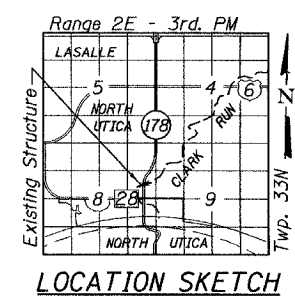 Range 2E - 3rd. PM
LASALLE
5
4
6
NORTH
UTICA
178
CLARK RUN
N
Existing Structure
Twp. 33N
8
28
9
NORTH UTICA
LOCATION SKETCH